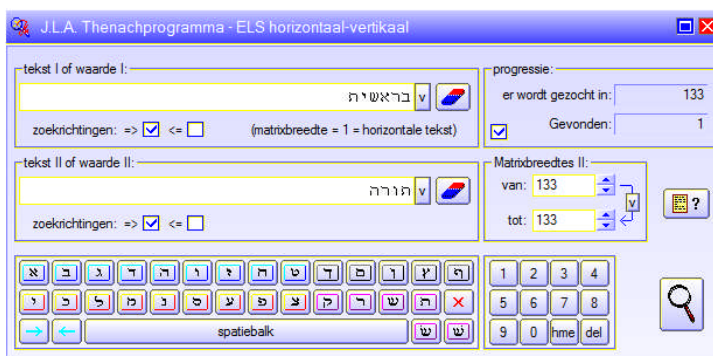 J.L.A. Thenachprogramma - ELS horizontaal-vertikaal
tekst I of waarde I:
בראשית v
zoekrichtingen: => <= (matrixbreedte = 1 = horizontale tekst)
progressie:
er wordt gezocht in: 133
Gevonden: 1
tekst II of waarde II:
תורה v
zoekrichtingen: => <=
Matrixbreedtes II:
van: 133
v
tot: 133
?
א ב ג ד ה ו ז ח ט ך ם ן ץ ף
י כ ל מ נ ס ע פ צ ק ר ש ת ×
→ ← spatiebalk שׂ שׁ
1 2 3 4
5 6 7 8
9 0 hme del